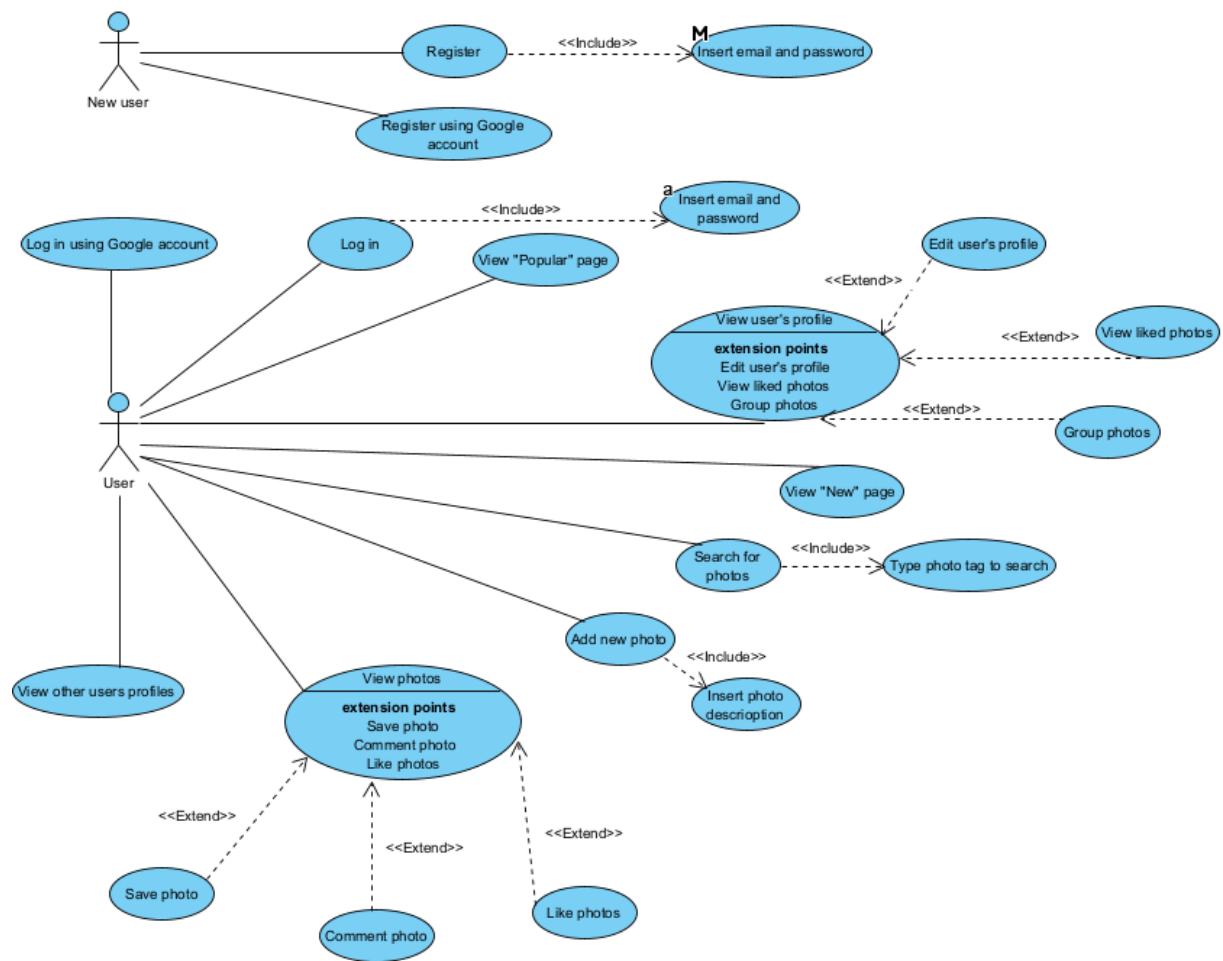 M
Register
<<Include>>
Insert email and password
New user
Register using Google
account
a
Insert email and
password
<<Include>>
Log in using Google account
Log in
View "Popular" page
Edit user's profile
<<Extend>>
View user's profile
extension points
Edit user's profile
View liked photos
Group photos
<<Extend>>
View liked photos
<<Extend>>
Group photos
User
View "New" page
Search for
photos
<<Include>>
Type photo tag to search
Add new photo
<<Include>>
Insert photo
descrioption
View other users profiles
View photos
extension points
Save photo
Comment photo
Like photos
<<Extend>>
<<Extend>>
<<Extend>>
Save photo
Comment photo
Like photos